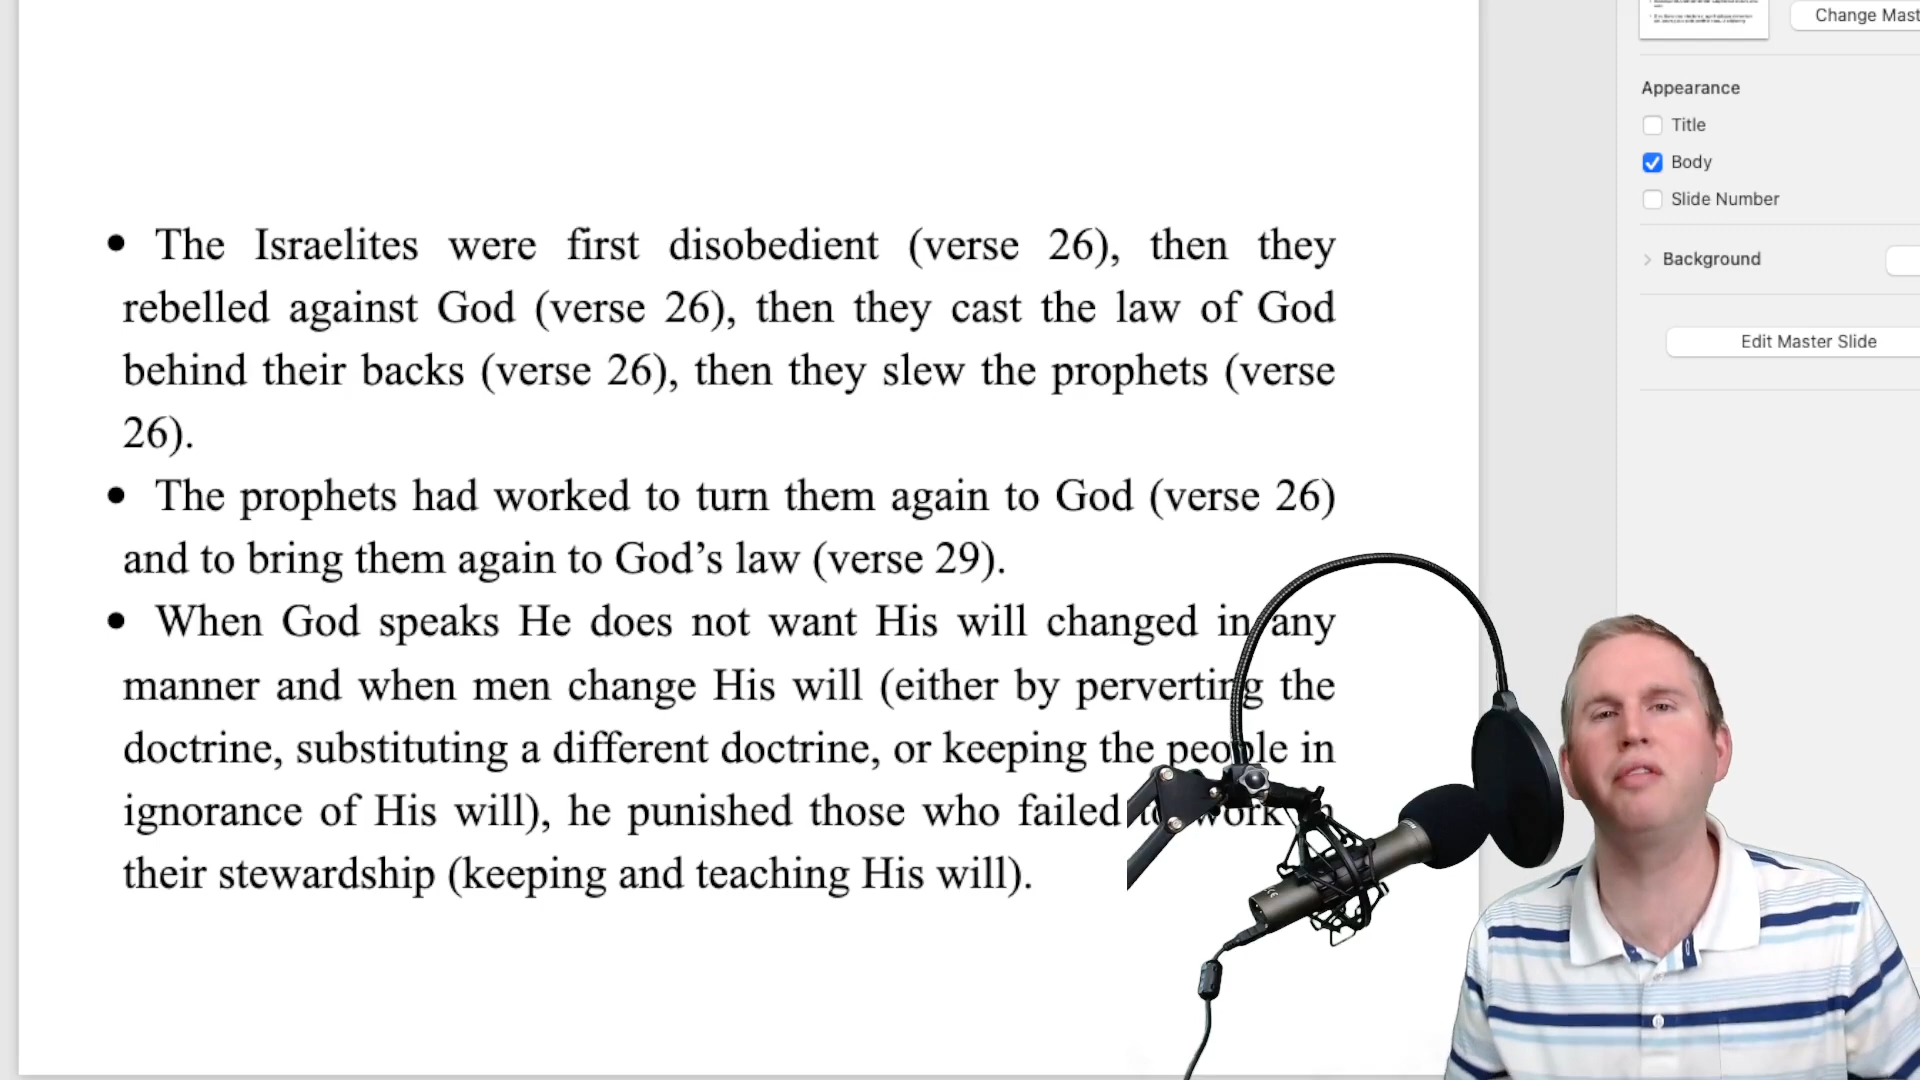 The Israelites were first disobedient (verse 26), then they
rebelled against God (verse 26), then they cast the law of God
behind their backs (verse 26), then they slew the prophets (verse
26).
The prophets had worked to turn them again to God (verse 26)
and to bring them again to God’s law (verse 29).
When God speaks He does not want His will changed in any
manner and when men change His will (either by perverting the
doctrine, substituting a different doctrine, or keeping the people in
ignorance of His will), he punished those who failed to work
their stewardship (keeping and teaching His will).
Change Mast
Appearance
Title
Body
Slide Number
Background
Edit Master Slide